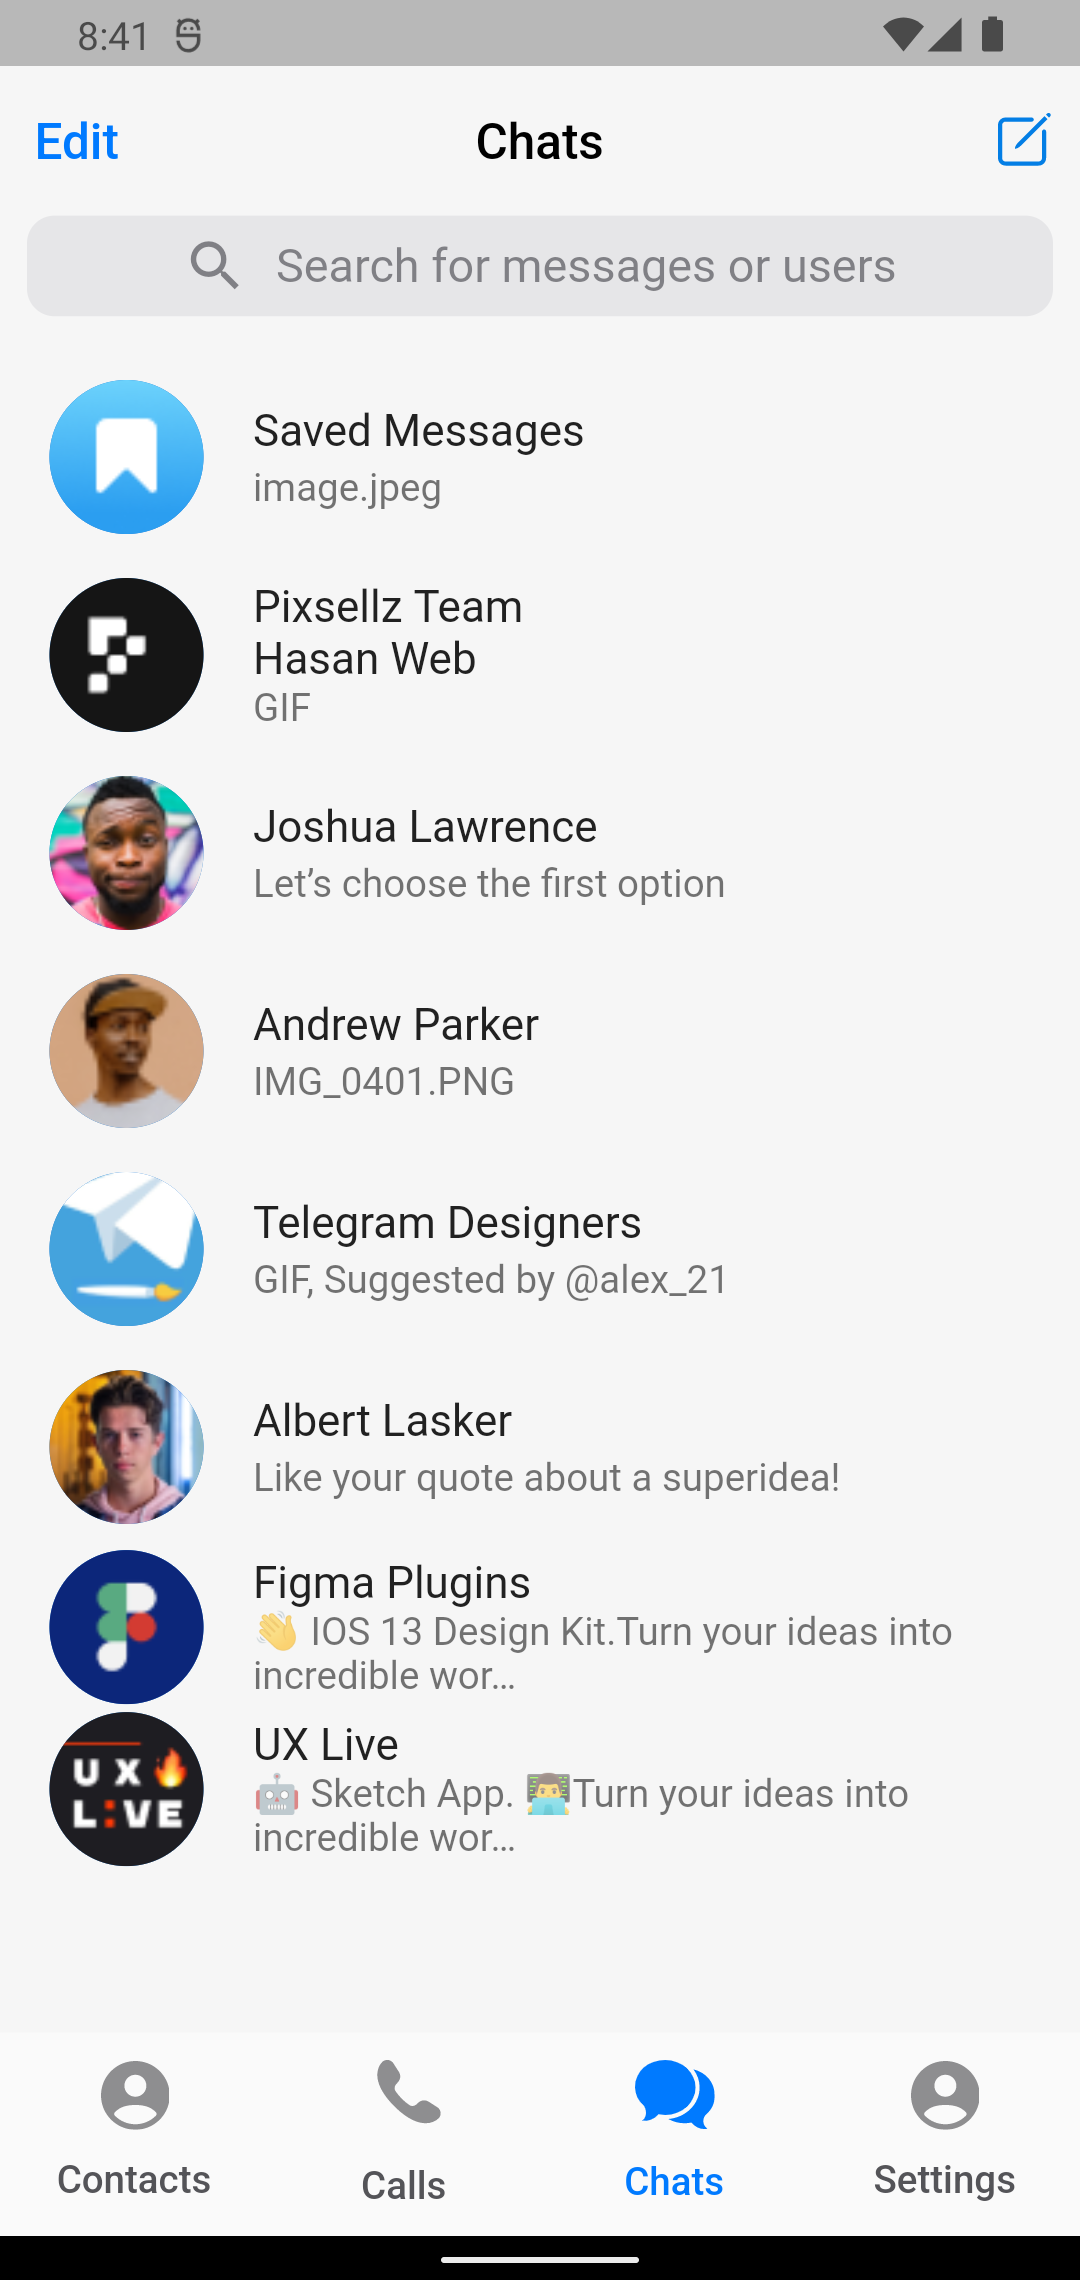 8:41
Edit
Chats
Search for messages or users
Saved Messages
image.jpeg
Pixsellz Team
Hasan Web
GIF
Joshua Lawrence
Let’s choose the first option
Andrew Parker
IMG_0401.PNG
Telegram Designers
GIF, Suggested by @alex_21
Albert Lasker
Like your quote about a superidea!
Figma Plugins
👋 IOS 13 Design Kit.Turn your ideas into
incredible wor...
UX🔥
L:VE
UX Live
🤖 Sketch App. 👨‍💻Turn your ideas into
incredible wor...
Contacts
Calls
Chats
Settings